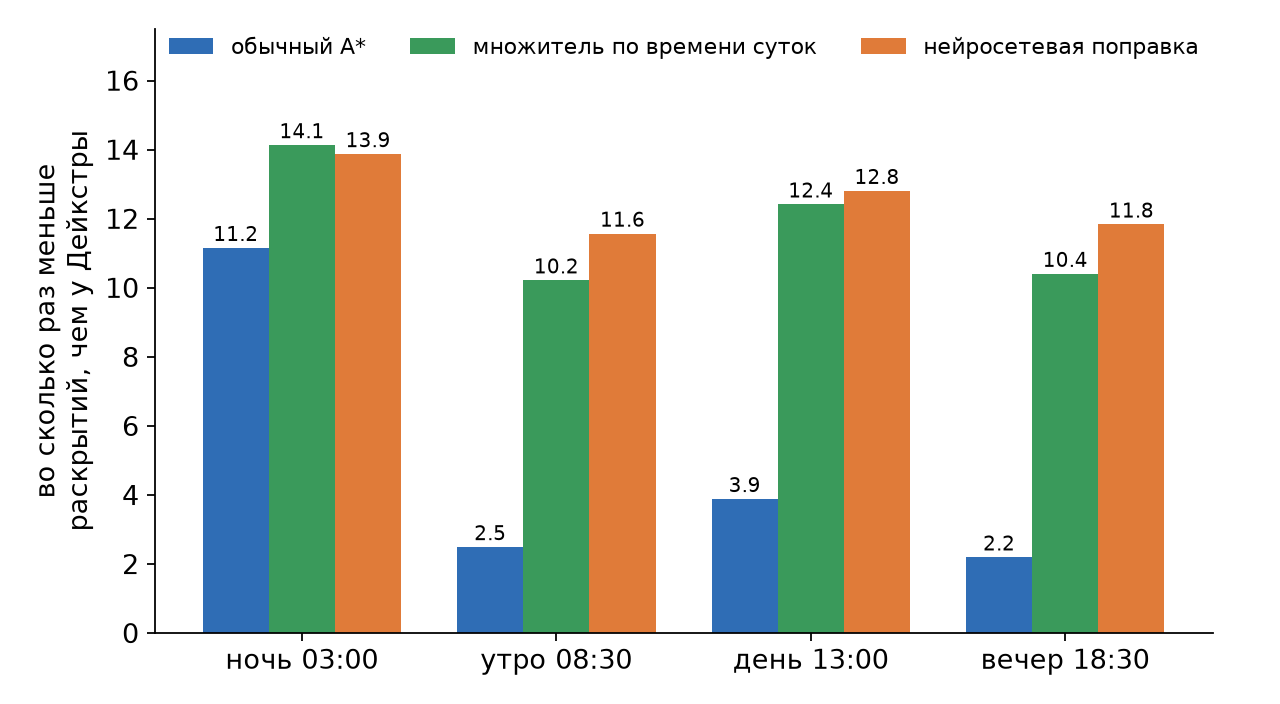 обычный A*
множитель по времени суток
нейросетевая поправка
во сколько раз меньше
раскрытий, чем у Дейкстры
16
14
12
10
8
6
4
2
0
11.2
14.1
13.9
2.5
10.2
11.6
3.9
12.4
12.8
2.2
10.4
11.8
ночь 03:00
утро 08:30
день 13:00
вечер 18:30